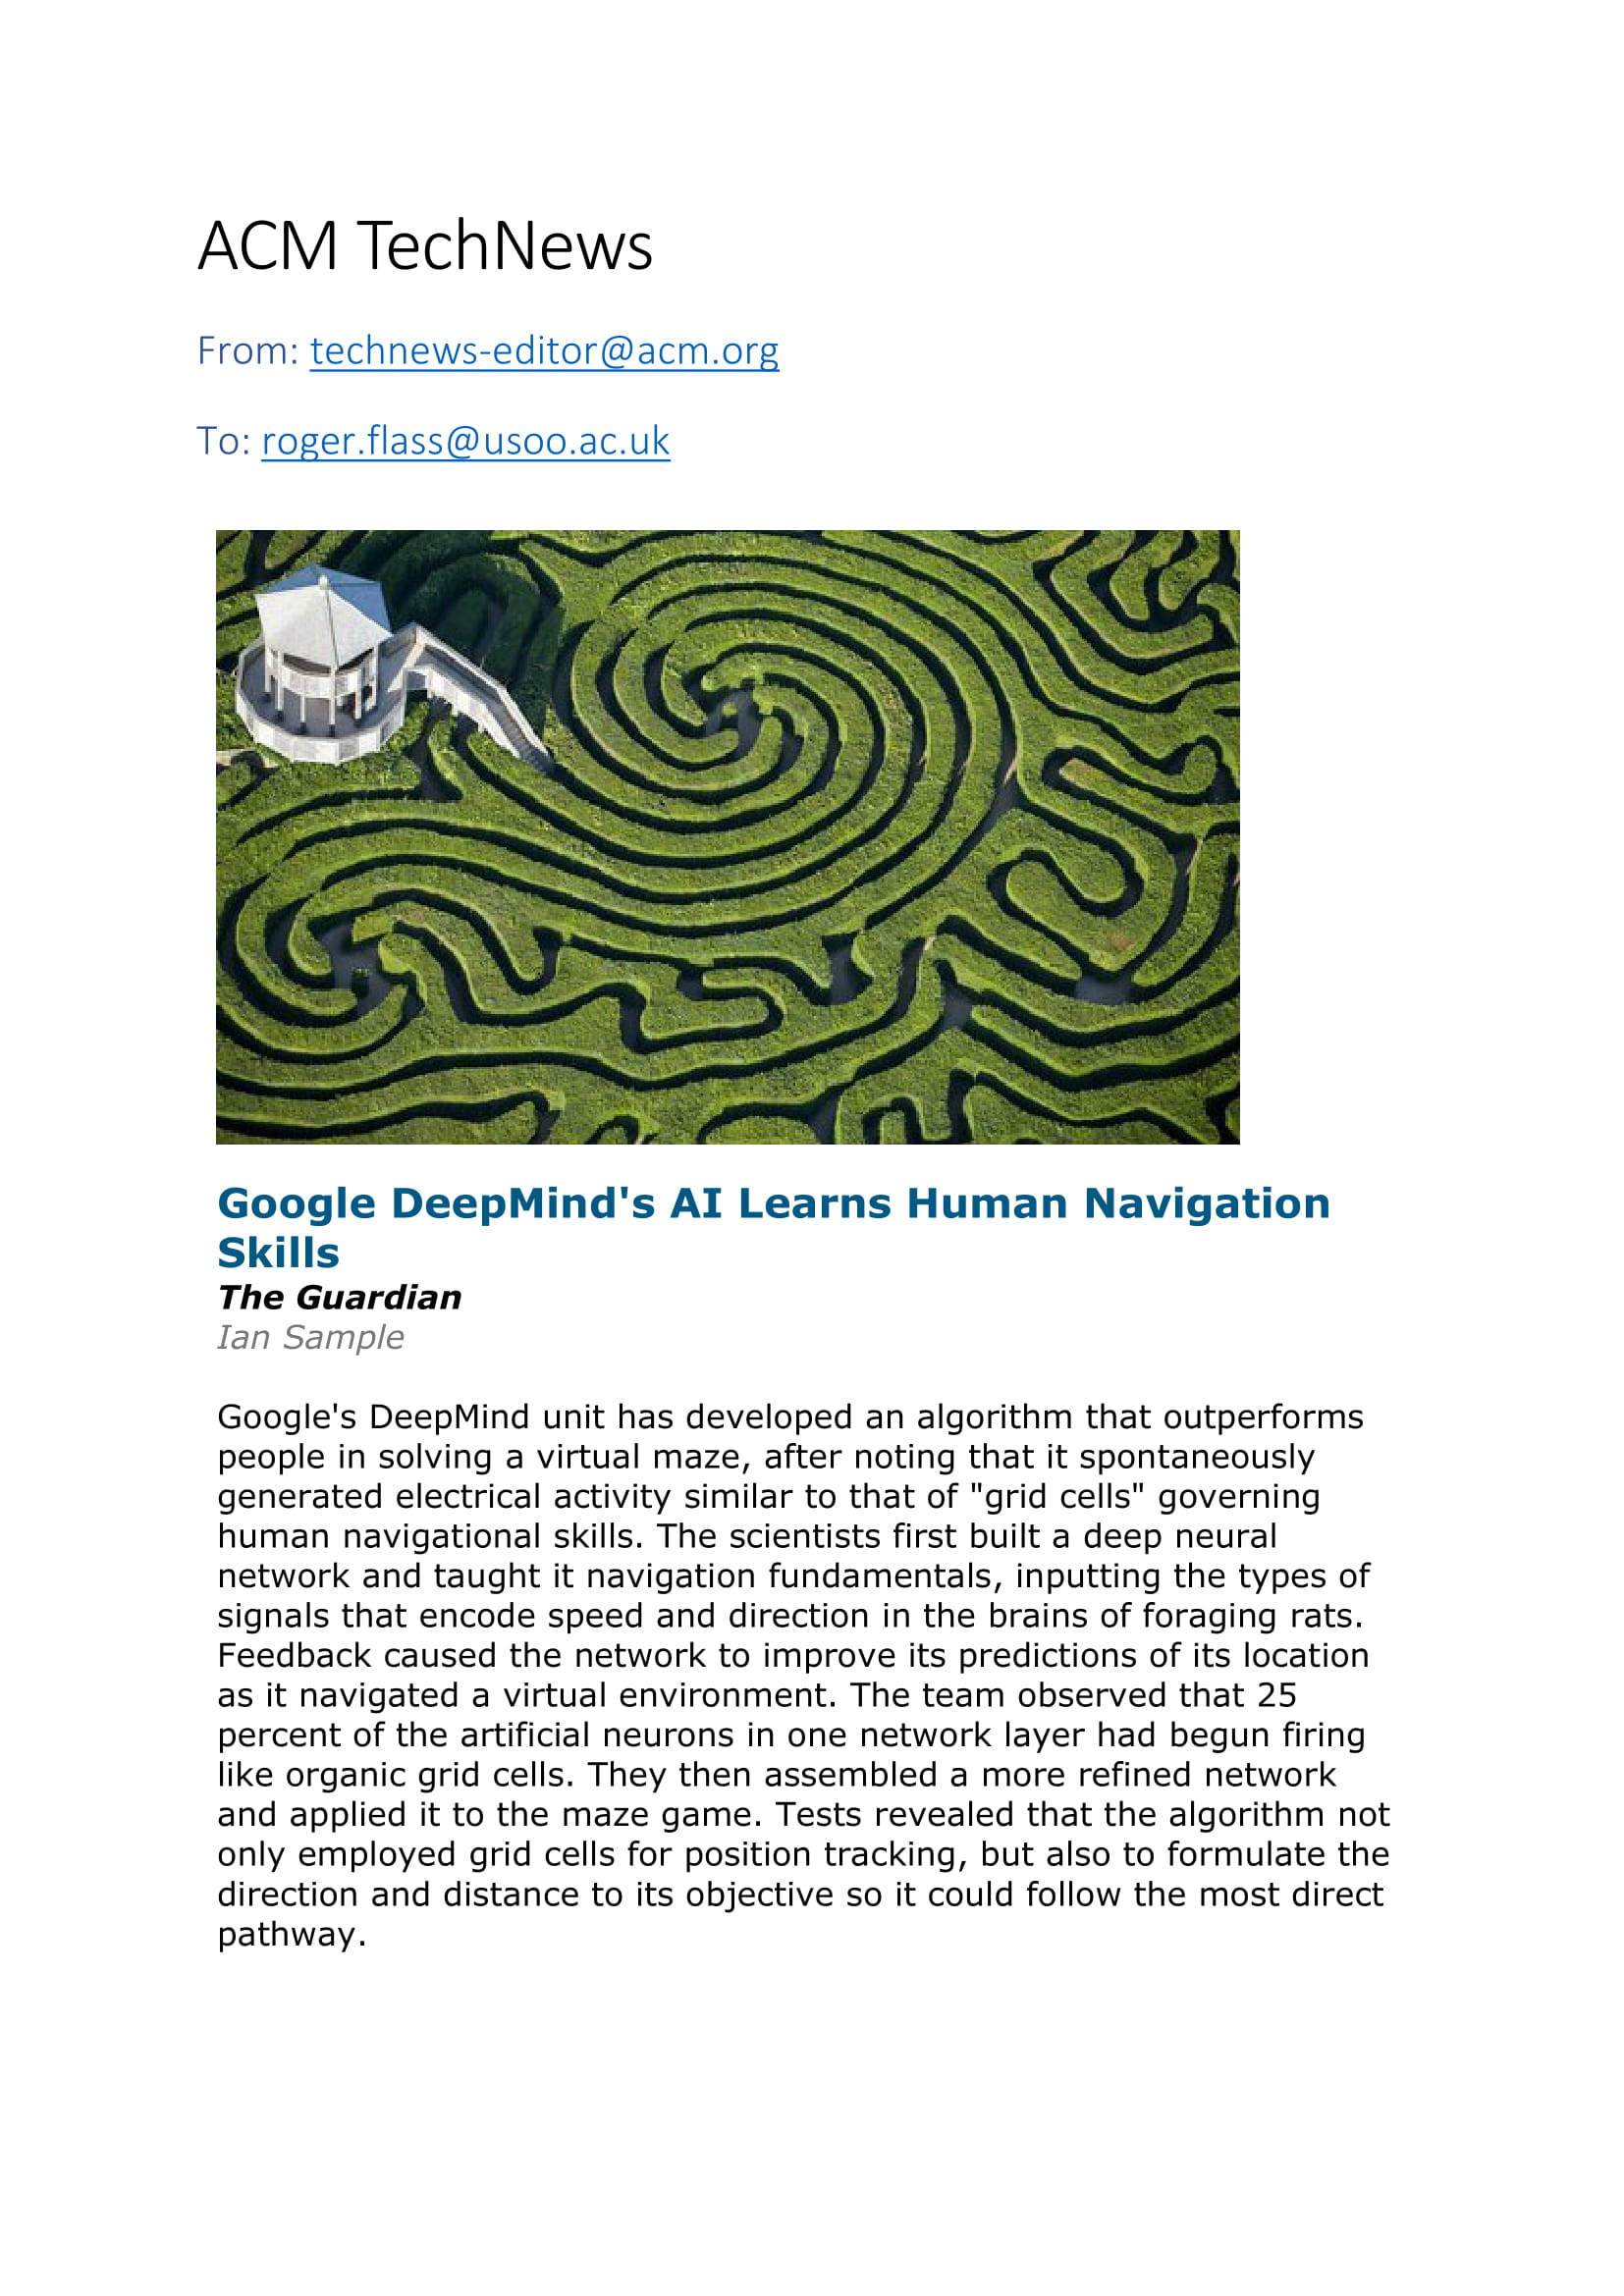 ACM TechNews
From: technews-editor@acm.org
To: roger.flass@usoo.ac.uk
Google DeepMind's AI Learns Human Navigation
Skills
The Guardian
Ian Sample
Google's DeepMind unit has developed an algorithm that outperforms
people in solving a virtual maze, after noting that it spontaneously
generated electrical activity similar to that of "grid cells" governing
human navigational skills. The scientists first built a deep neural
network and taught it navigation fundamentals, inputting the types of
signals that encode speed and direction in the brains of foraging rats.
Feedback caused the network to improve its predictions of its location
as it navigated a virtual environment. The team observed that 25
percent of the artificial neurons in one network layer had begun firing
like organic grid cells. They then assembled a more refined network
and applied it to the maze game. Tests revealed that the algorithm not
only employed grid cells for position tracking, but also to formulate the
direction and distance to its objective so it could follow the most direct
pathway.